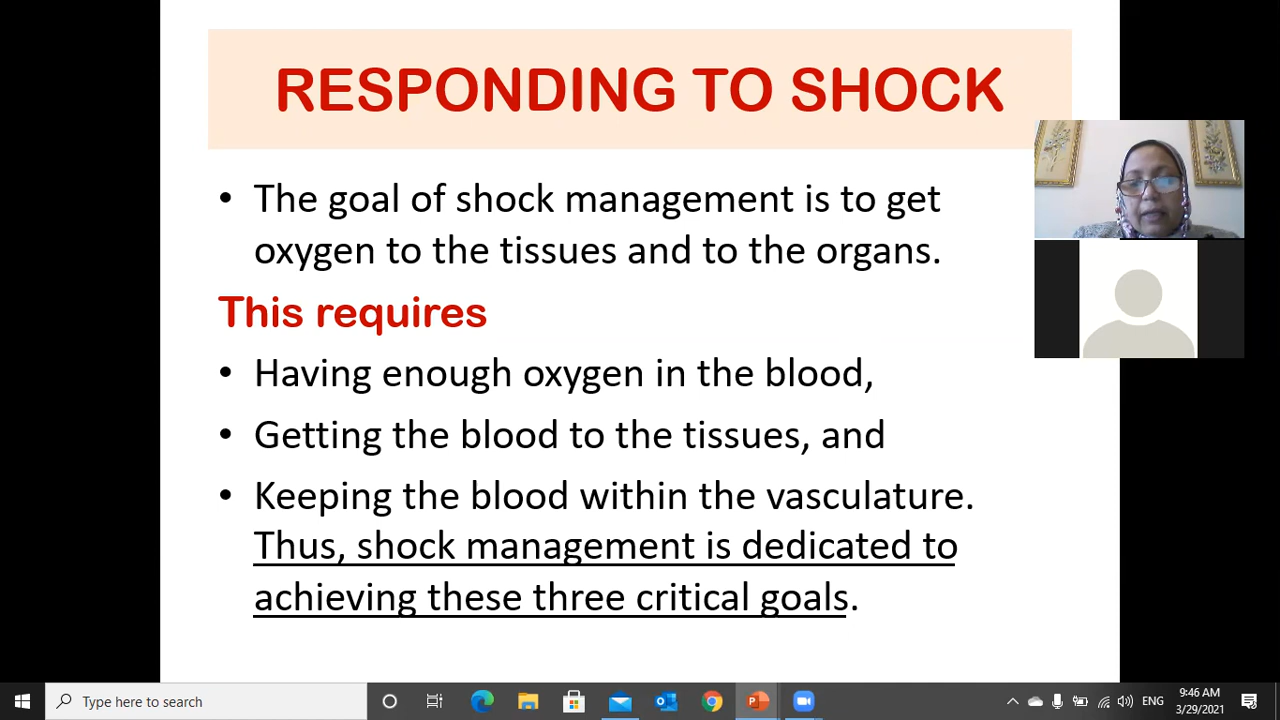 RESPONDING TO SHOCK
• The goal of shock management is to get
oxygen to the tissues and to the organs.
This requires
• Having enough oxygen in the blood,
• Getting the blood to the tissues, and
• Keeping the blood within the vasculature.
Thus, shock management is dedicated to
achieving these three critical goals.
Type here to search
ENG
9:46 AM
3/29/2021